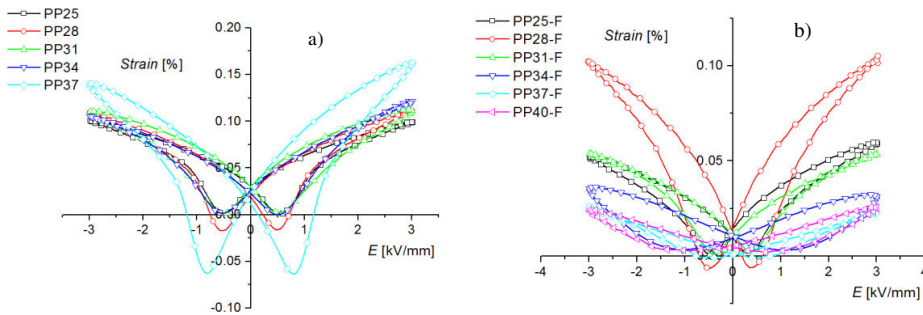 PP25
PP28
PP31
PP34
PP37
Strain [%]
a)
0.20
0.15
0.10
0.05
0.00
-0.05
-0.10
-3
-2
-1
0
1
2
3
E [kV/mm]
PP25-F
PP28-F
PP31-F
PP34-F
PP37-F
PP40-F
Strain [%]
b)
0.10
0.05
-4
-3
-2
-1
0
1
2
3
4
E [kV/mm]